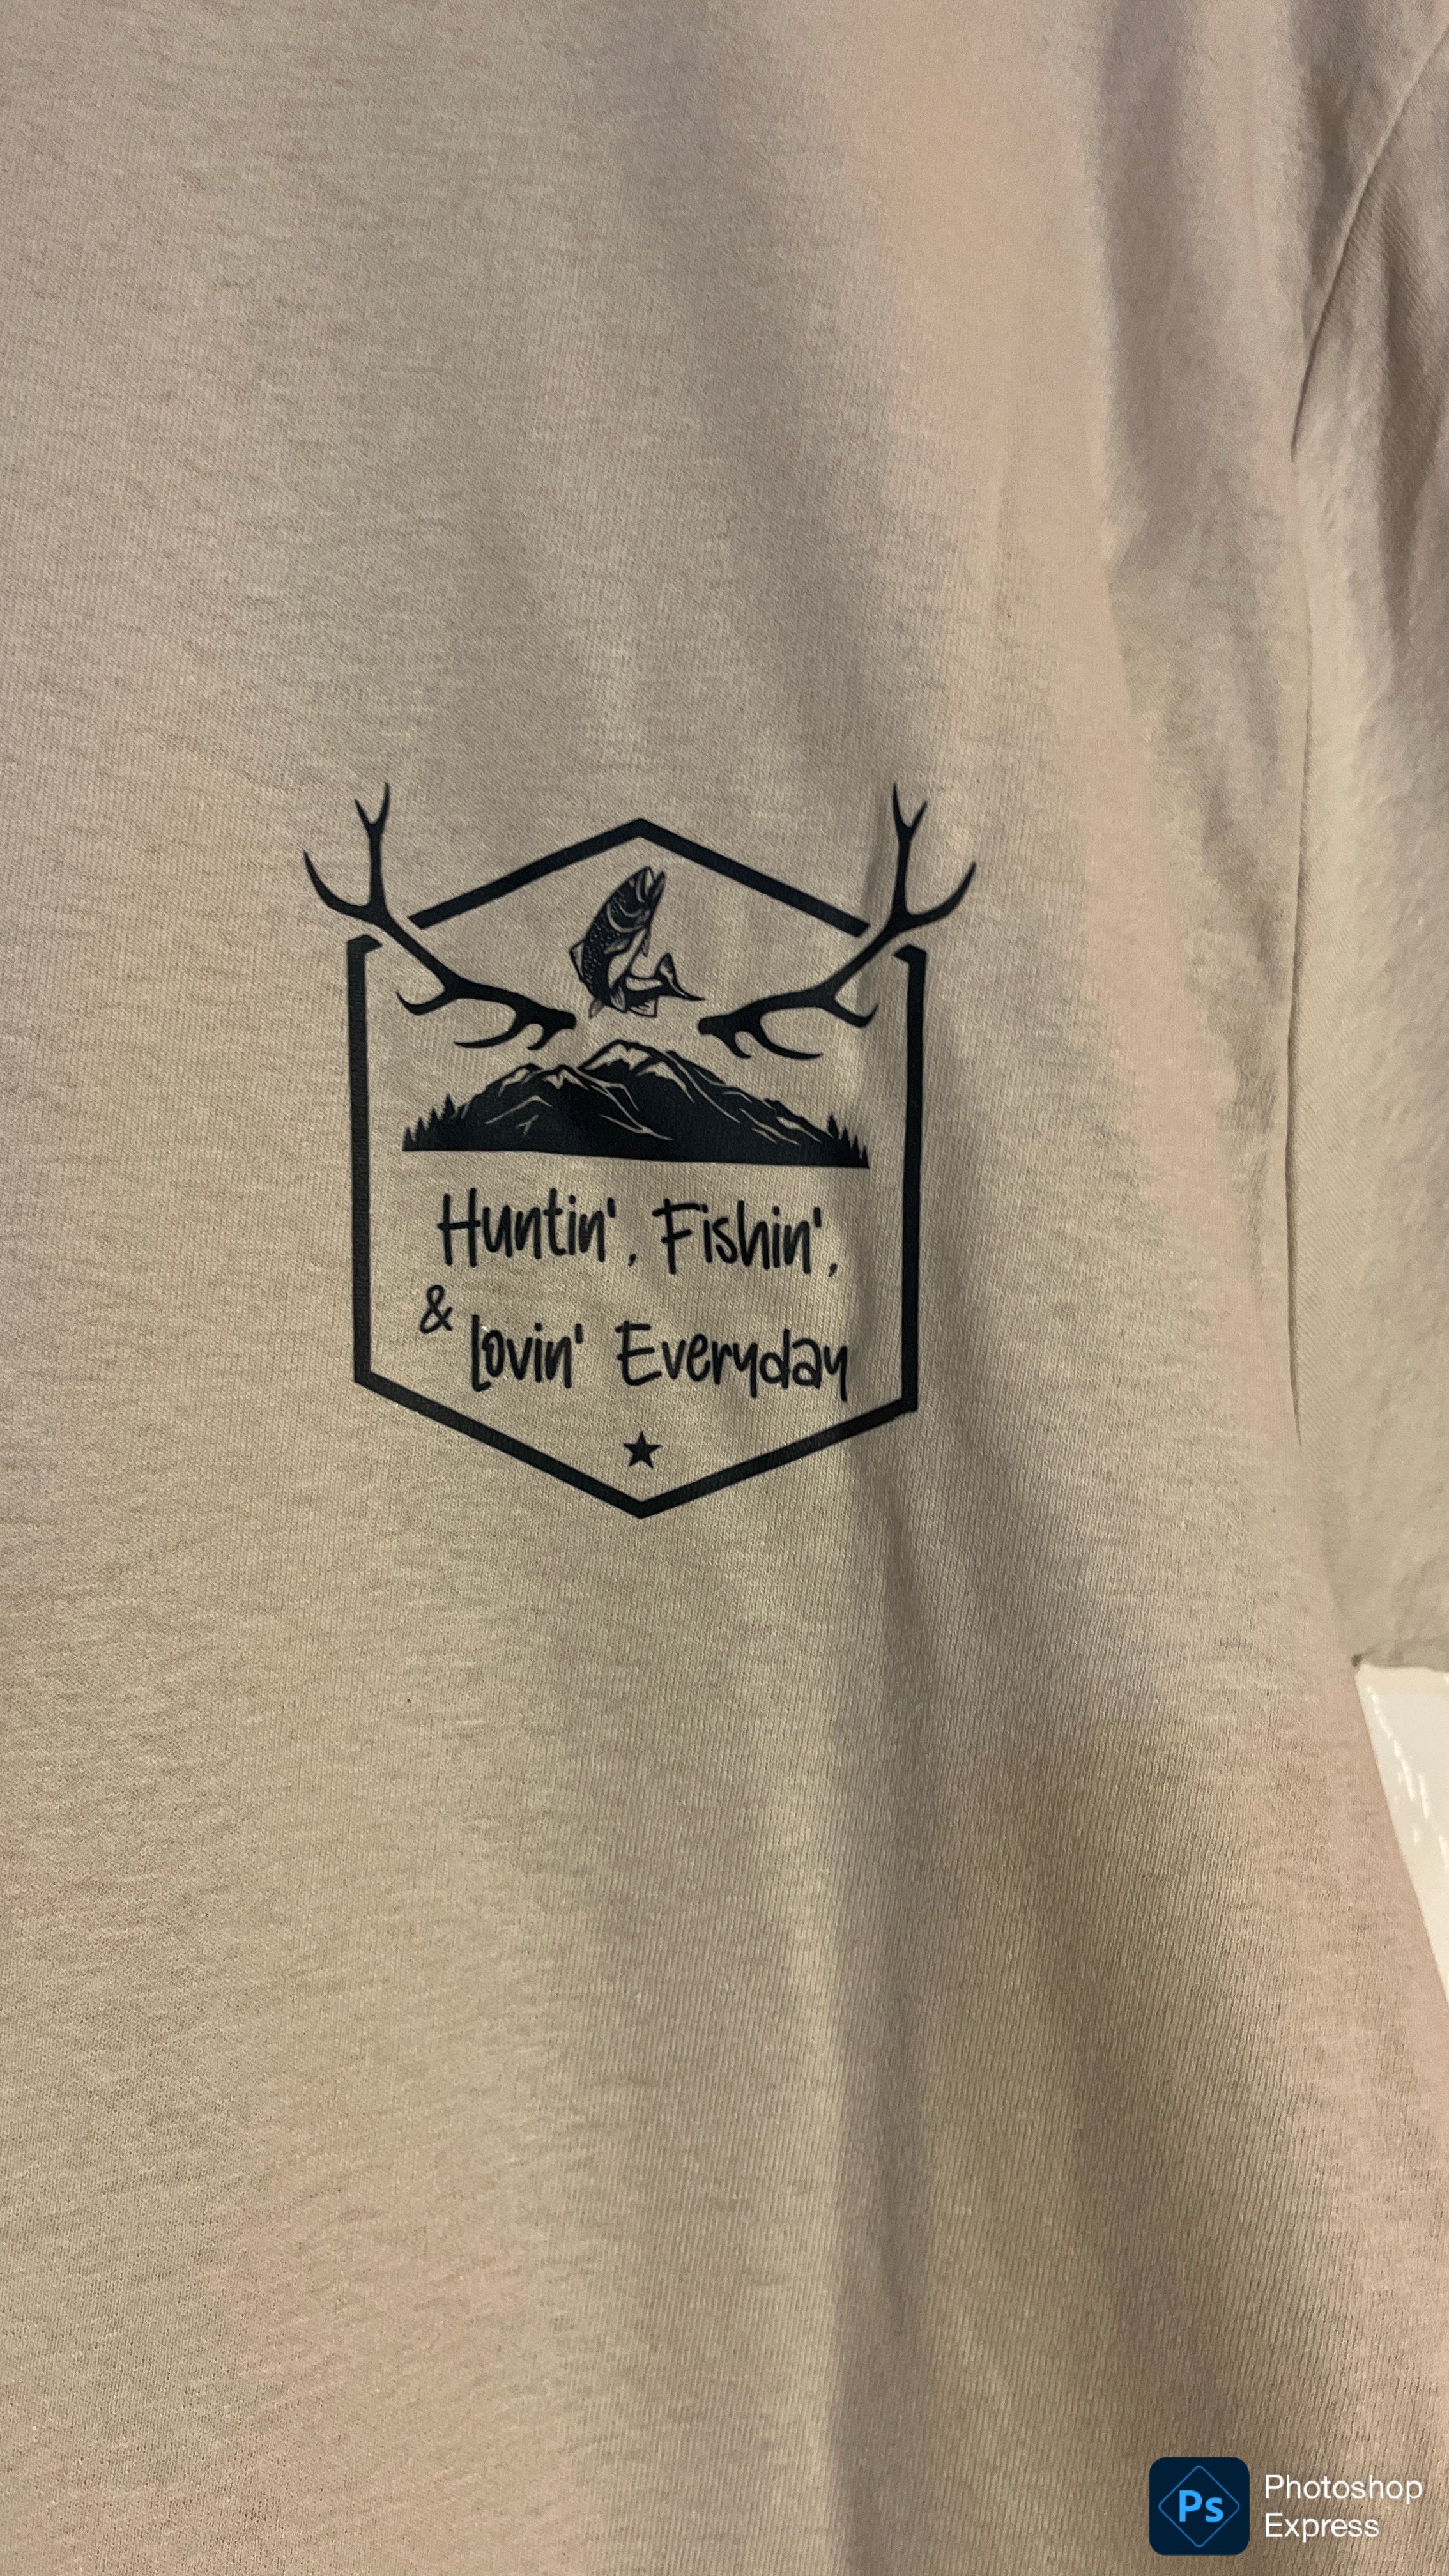 Huntin', Fishin',
& Lovin' Everyday
Ps
Photoshop
Express